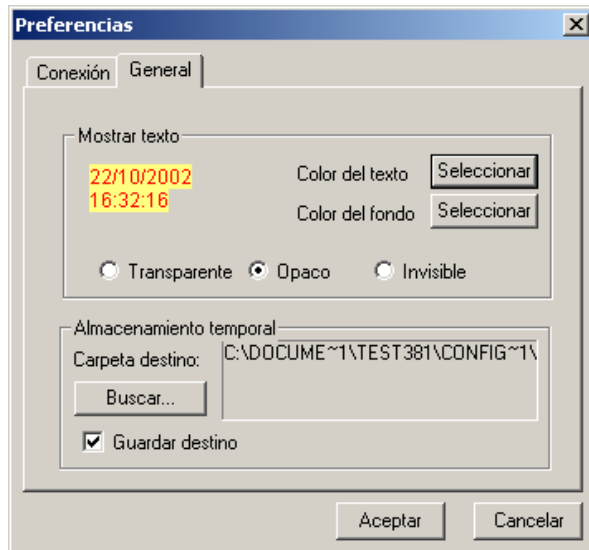 Preferencias
Conexión General
Mostrar texto
22/10/2002
16:32:16
Color del texto Seleccionar
Color del fondo Seleccionar
Transparente Opaco Invisible
Almacenamiento temporal
Carpeta destino: C:\DOCUME~1\TEST381\CONFIG~1\
Buscar...
Guardar destino
Aceptar Cancelar